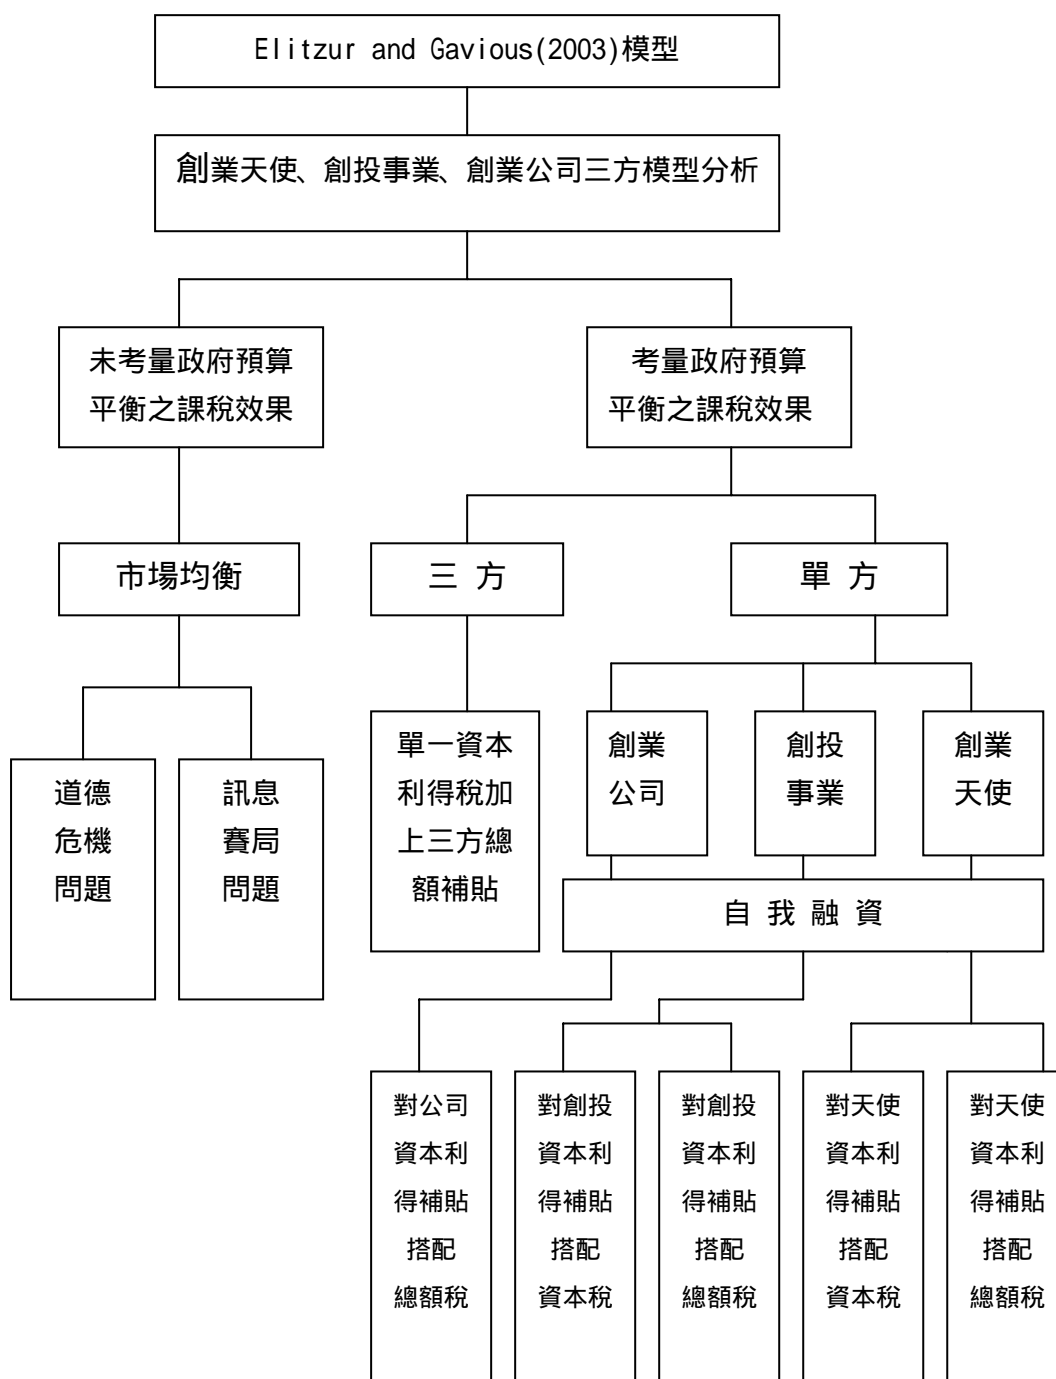 Elitzur and Gavious(2003)模型
創業天使、創投事業、創業公司三方模型分析
未考量政府預算
平衡之課稅效果
考量政府預算
平衡之課稅效果
市場均衡
三 方
單 方
道德
危機
問題
訊息
賽局
問題
單一資本
利得稅加
上三方總
額補貼
創業
公司
創投
事業
創業
天使
自 我 融 資
對公司
資本利
得補貼
搭配
總額稅
對創投
資本利
得補貼
搭配
資本稅
對創投
資本利
得補貼
搭配
總額稅
對天使
資本利
得補貼
搭配
資本稅
對天使
資本利
得補貼
搭配
總額稅